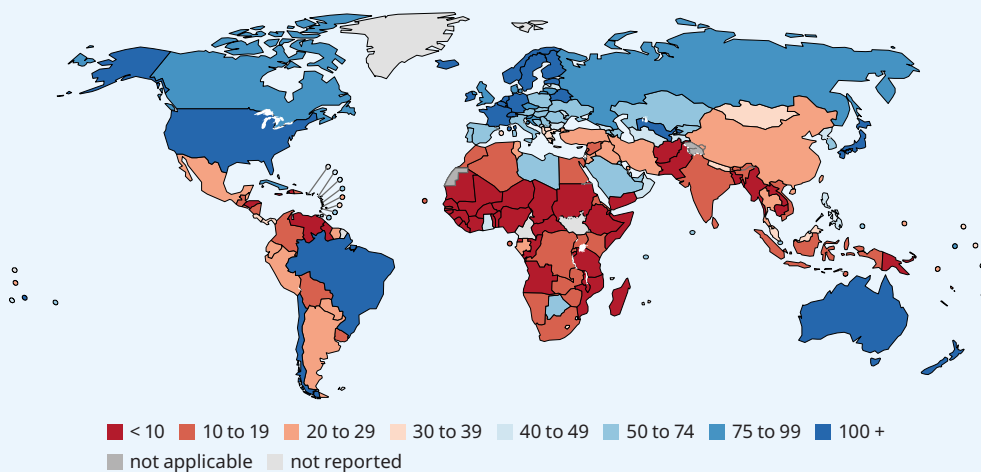 < 10 10 to 19 20 to 29 30 to 39 40 to 49 50 to 74 75 to 99 100 +
not applicable not reported